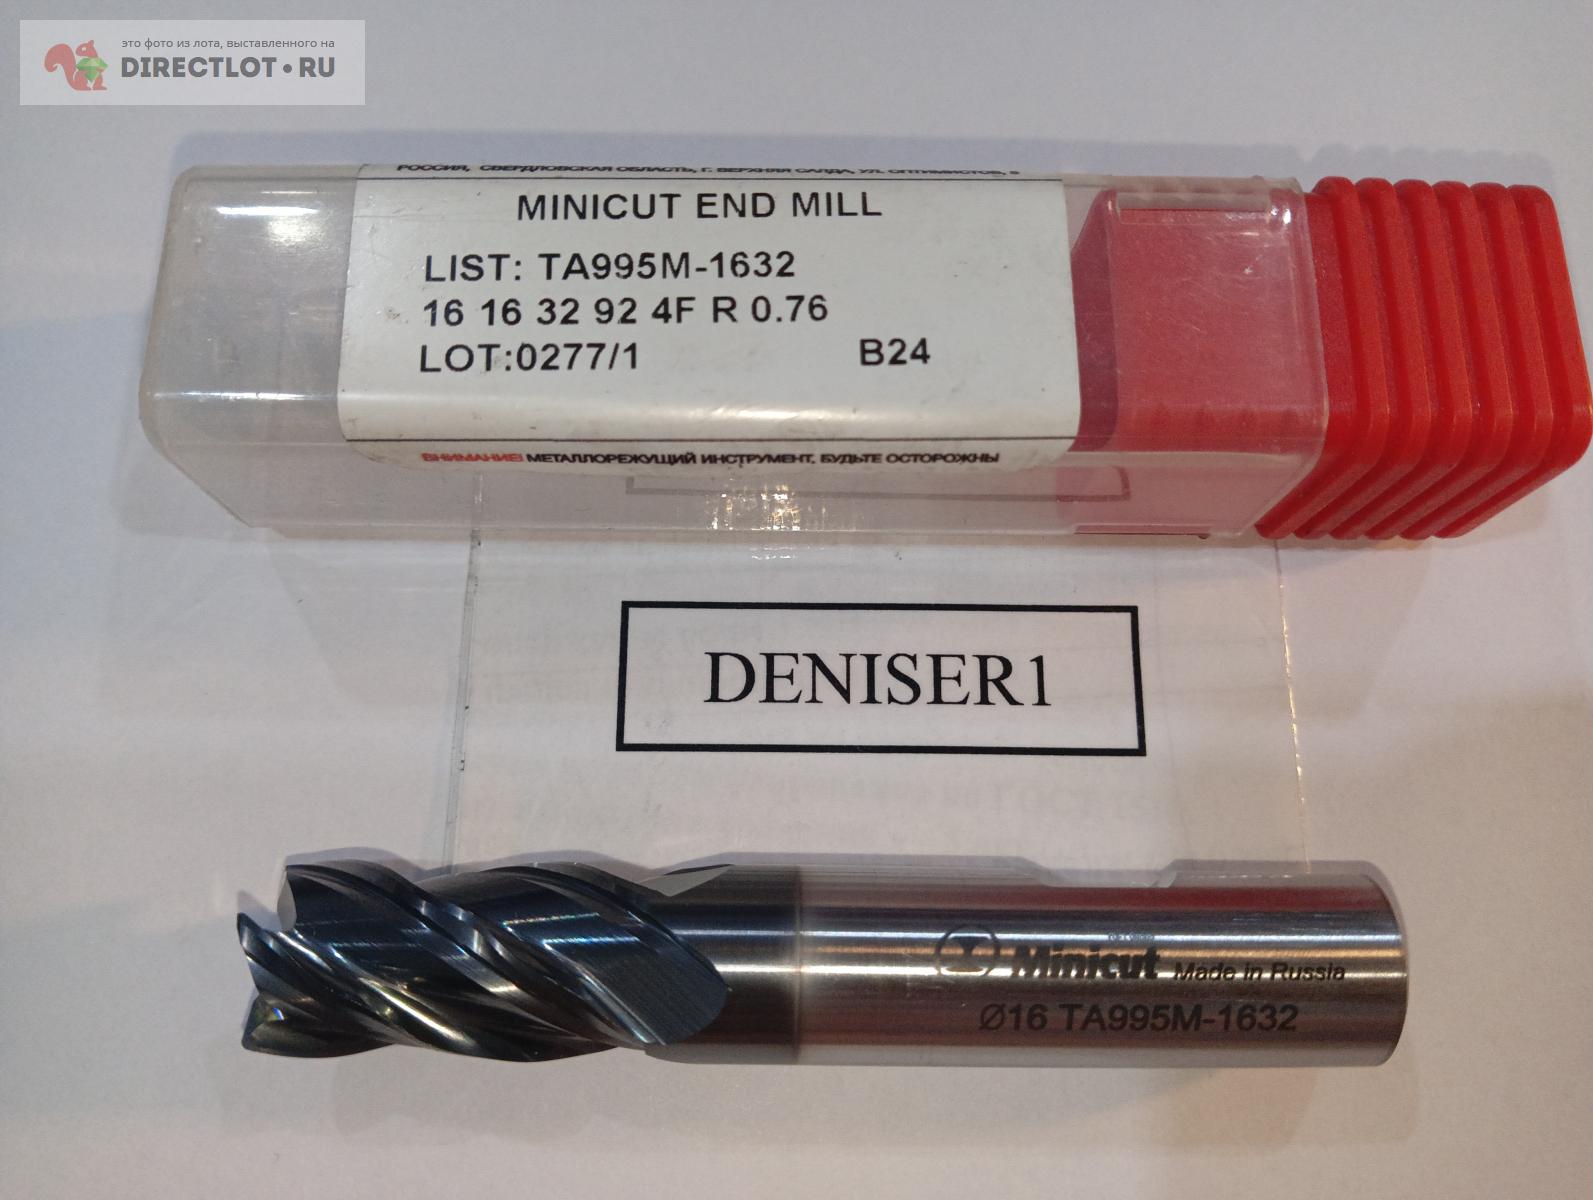 это фото из лота, выставленного на
DIRECTLOT•RU
РОССИЯ, СВЕРДЛОВСКАЯ ОБЛАСТЬ, Г. ВЕРХНЯЯ САЛДА, УЛ. ОПТИМИСТОВ,
MINICUT END MILL
LIST: TA995M-1632
16 16 32 92 4F R 0.76
LOT:0277/1 B24
ВНИМАНИЕ! МЕТАЛЛОРЕЖУЩИЙ ИНСТРУМЕНТ, БУДЬТЕ ОСТОРОЖНЫ
DENISER1
Minicut Made in Russia
Ø16 TA995M-1632